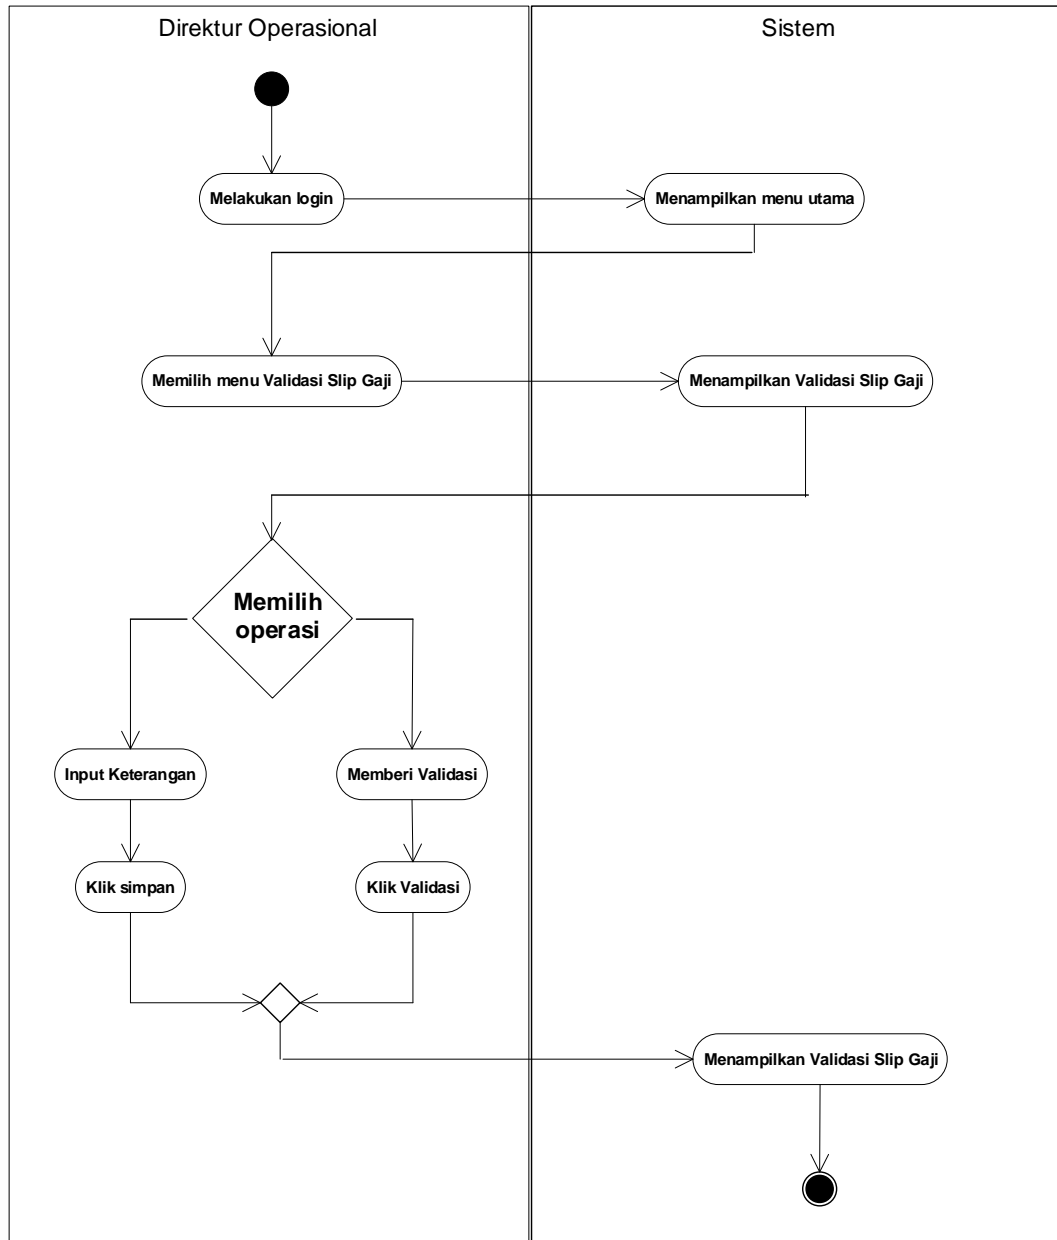 Direktur Operasional
Sistem
Melakukan login
Menampilkan menu utama
Memilih menu Validasi Slip Gaji
Menampilkan Validasi Slip Gaji
Memilih
operasi
Input Keterangan
Memberi Validasi
Klik simpan
Klik Validasi
Menampilkan Validasi Slip Gaji